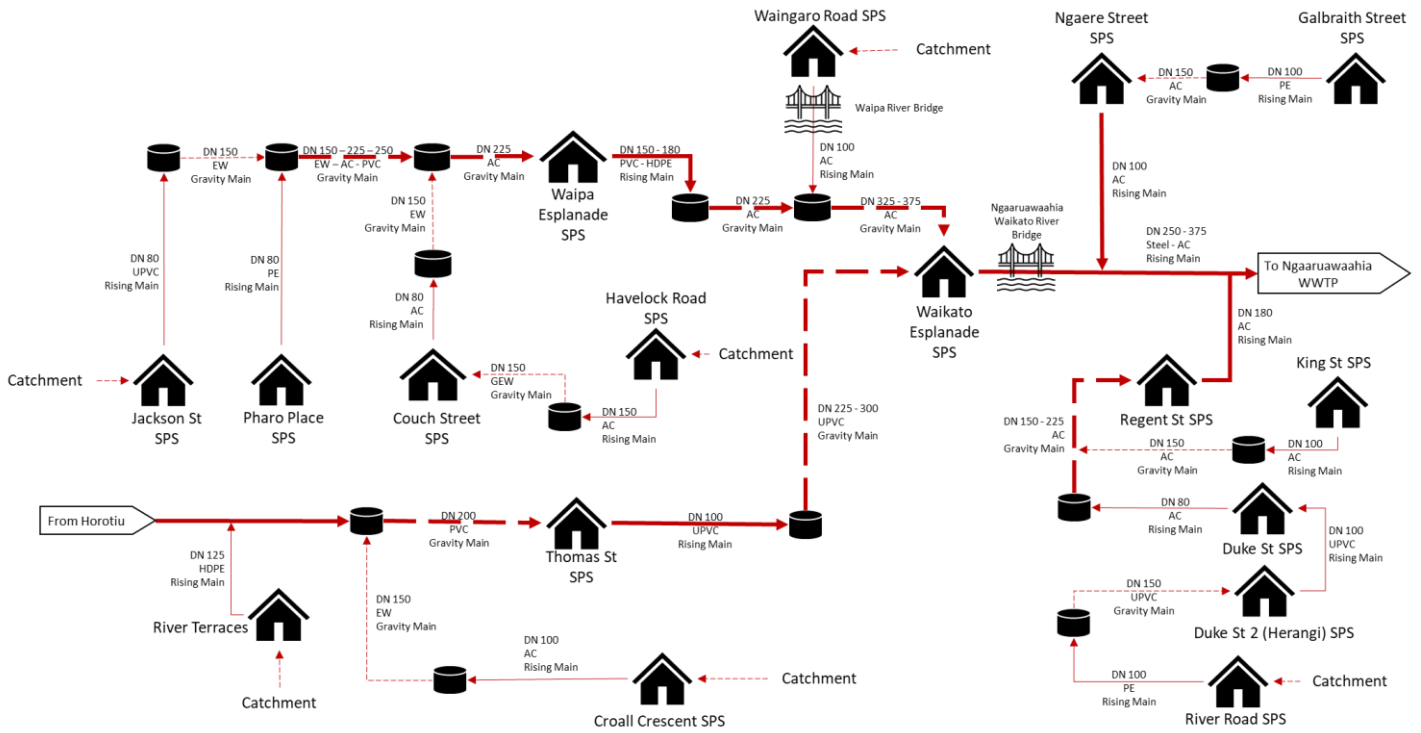 Waingaro Road SPS
Catchment
Waipa River Bridge
DN 100
AC
Rising Main
Ngaere Street
SPS
Galbraith Street
SPS
DN 150
AC
Gravity Main
DN 100
PE
Rising Main
DN 150
EW
Gravity Main
DN 150 – 225 – 250
EW – AC - PVC
Gravity Main
DN 225
AC
Gravity Main
Waipa
Esplanade
SPS
DN 150 - 180
PVC - HDPE
Rising Main
DN 225
AC
Gravity Main
DN 325 - 375
AC
Gravity Main
DN 100
AC
Rising Main
DN 150
EW
Gravity Main
Ngaaruawaahia
Waikato River
Bridge
DN 250 - 375
Steel - AC
Rising Main
To Ngaaruawaahia
WWTP
DN 80
UPVC
Rising Main
DN 80
PE
Rising Main
DN 80
AC
Rising Main
Havelock Road
SPS
Catchment
Waikato
Esplanade
SPS
DN 180
AC
Rising Main
Catchment
Jackson St
SPS
Pharo Place
SPS
Couch Street
SPS
DN 150
GEW
Gravity Main
DN 150
AC
Rising Main
DN 225 - 300
UPVC
Gravity Main
King St SPS
Regent St SPS
DN 150 - 225
AC
Gravity Main
DN 150
AC
Gravity Main
DN 100
AC
Rising Main
From Horotiu
DN 200
PVC
Gravity Main
Thomas St
SPS
DN 100
UPVC
Rising Main
DN 80
AC
Rising Main
Duke St SPS
DN 100
UPVC
Rising Main
DN 125
HDPE
Rising Main
River Terraces
Catchment
DN 150
EW
Gravity Main
DN 100
AC
Rising Main
Croall Crescent SPS
Catchment
DN 150
UPVC
Gravity Main
Duke St 2 (Herangi) SPS
DN 100
PE
Rising Main
River Road SPS
Catchment